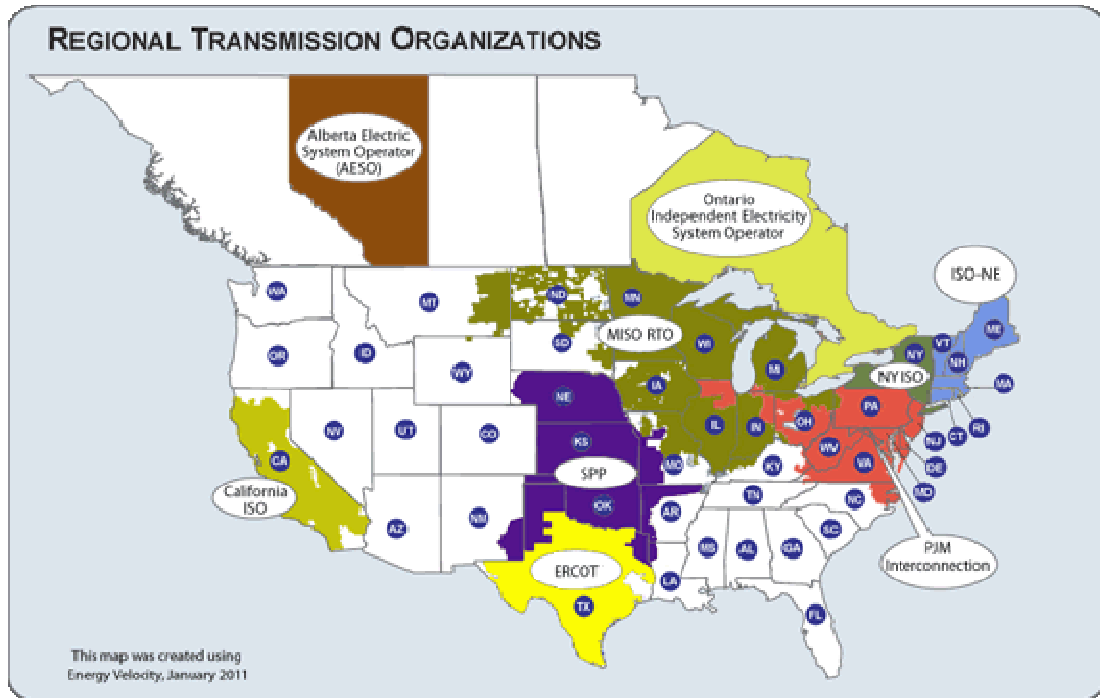 REGIONAL TRANSMISSION ORGANIZATIONS
Alberta Electric
System Operator
(AESO)
Ontario
Independent Electricity
System Operator
ISO-NE
WA
MT
ND
MN
MISO RTO
OR
ID
WY
SD
WI
MI
NY
VT
NH
ME
NY ISO
MA
NV
UT
CO
NE
IA
IL
IN
OH
PA
WV
VA
NJ
CT
RI
DE
MD
CA
California
ISO
KS
SPP
MO
KY
AZ
NM
OK
AR
TN
NC
SC
MS
AL
GA
PJM
Interconnection
ERCOT
TX
LA
FL
This map was created using
Energy Velocity, January 2011